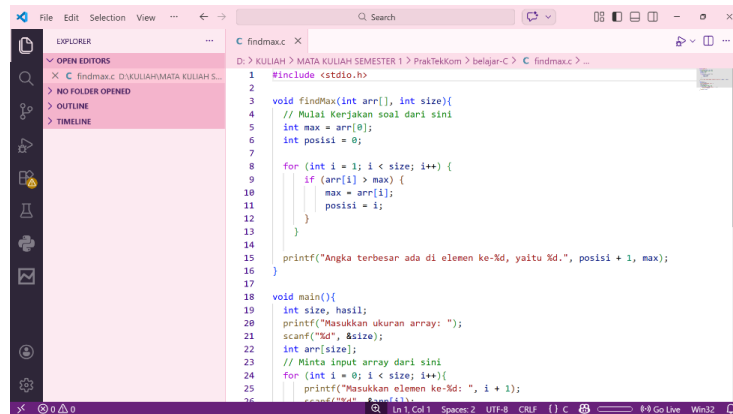 File Edit Selection View ... Search
EXPLORER ...
OPEN EDITORS
C findmax.c D:\KULIAH\MATA KULIAH S...
NO FOLDER OPENED
OUTLINE
TIMELINE
C findmax.c
D: > KULIAH > MATA KULIAH SEMESTER 1 > PrakTekKom > belajar-C > C findmax.c > ...
1 #include <stdio.h>
2
3 void findMax(int arr[], int size){
4 // Mulai Kerjakan soal dari sini
5 int max = arr[0];
6 int posisi = 0;
7
8 for (int i = 1; i < size; i++) {
9 if (arr[i] > max) {
10 max = arr[i];
11 posisi = i;
12 }
13 }
14
15 printf("Angka terbesar ada di elemen ke-%d, yaitu %d.", posisi + 1, max);
16 }
17
18 void main(){
19 int size, hasil;
20 printf("Masukkan ukuran array: ");
21 scanf("%d", &size);
22 int arr[size];
23 // Minta input array dari sini
24 for (int i = 0; i < size; i++){
25 printf("Masukkan elemen ke-%d: ", i + 1);
26 scanf("%d", &arr[i]);
0 0 Ln 1, Col 1 Spaces: 2 UTF-8 CRLF {} C Go Live Win32